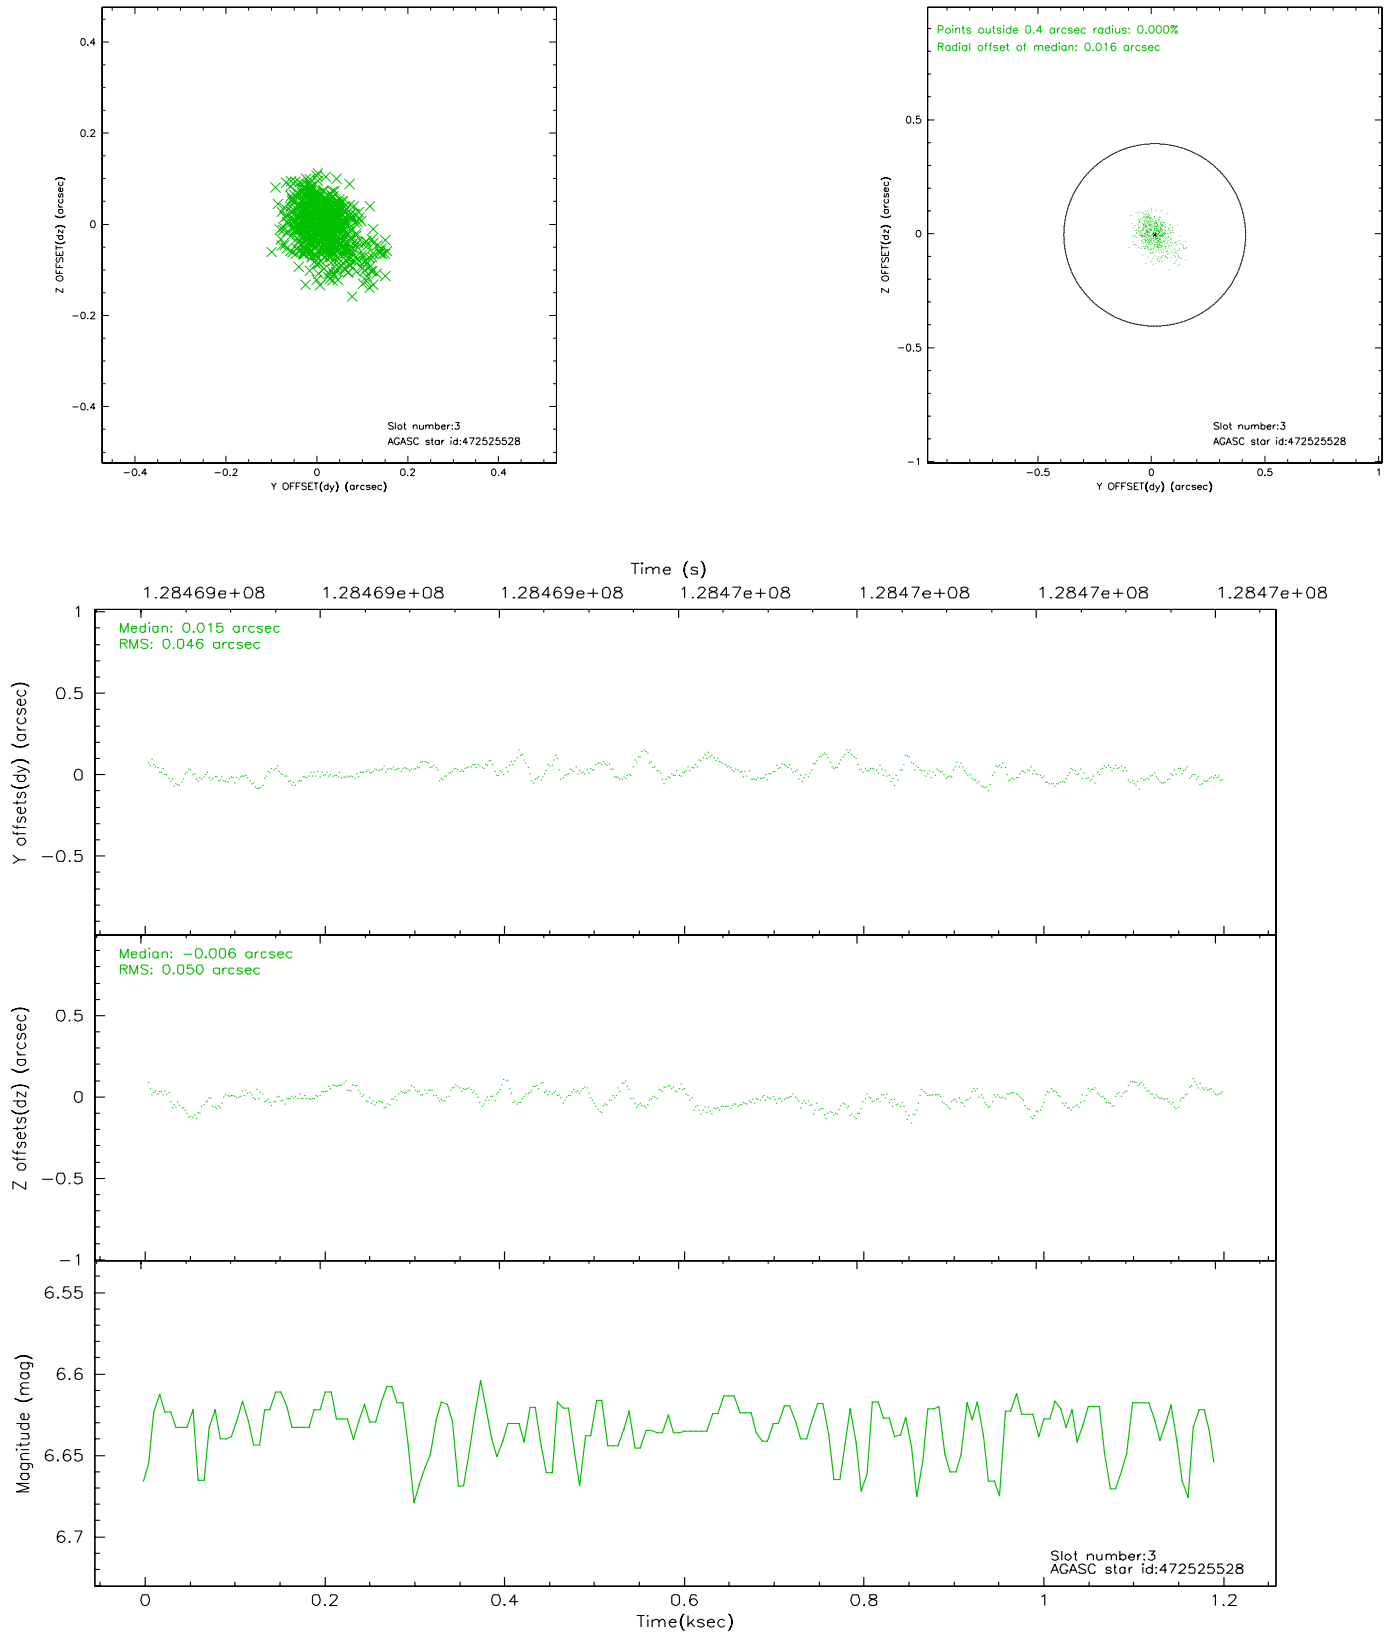 0.4
0.2
0
−0.2
−0.4
Z OFFSET(dz) (arcsec)
Slot number:3
AGASC star id:472525528
−0.4 −0.2 0 0.2 0.4
Y OFFSET(dy) (arcsec)
Points outside 0.4 arcsec radius: 0.000%
Radial offset of median: 0.016 arcsec
0.5
0
−0.5
−1
Z OFFSET(dz) (arcsec)
Slot number:3
AGASC star id:472525528
−0.5 0 0.5 1
Y OFFSET(dy) (arcsec)
Time (s)
1.28469e+08 1.28469e+08 1.28469e+08 1.2847e+08 1.2847e+08 1.2847e+08 1.2847e+08
Median: 0.015 arcsec
RMS: 0.046 arcsec
1
0.5
0
−0.5
Y offsets(dy) (arcsec)
Median: −0.006 arcsec
RMS: 0.050 arcsec
0.5
0
−0.5
−1
Z offsets(dz) (arcsec)
6.55
6.6
6.65
6.7
Magnitude (mag)
Slot number:3
AGASC star id:472525528
0 0.2 0.4 0.6 0.8 1 1.2
Time(ksec)